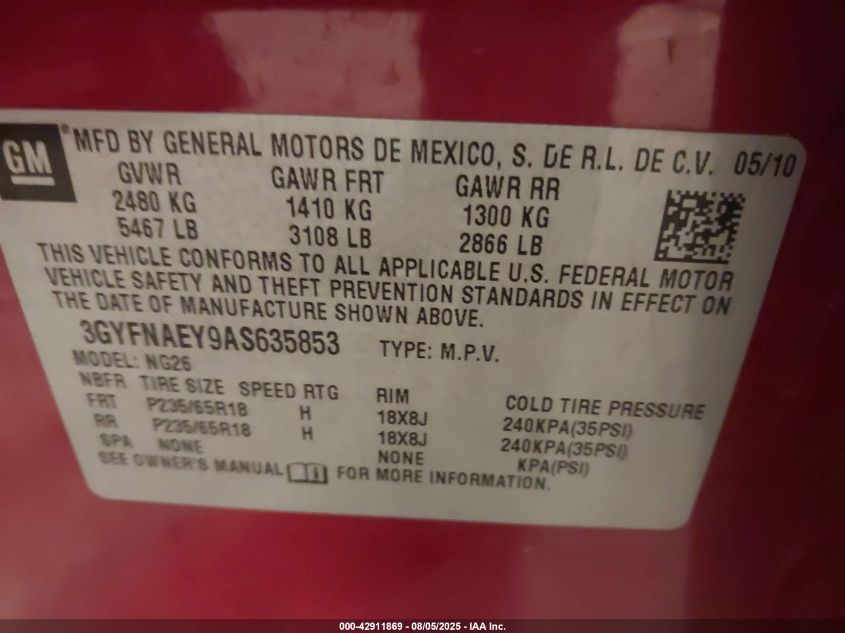 GM
® MFD BY GENERAL MOTORS DE MEXICO, S. DE R.L. DE C.V. 05/10
GVWR GAWR FRT GAWR RR
2480 KG 1410 KG 1300 KG
5467 LB 3108 LB 2866 LB
THIS VEHICLE CONFORMS TO ALL APPLICABLE U.S. FEDERAL MOTOR
VEHICLE SAFETY AND THEFT PREVENTION STANDARDS IN EFFECT ON
THE DATE OF MANUFACTURE SHOWN ABOVE.
3GYFNAEY9AS635853 TYPE: M.P.V.
MODEL: NG26
NBFR TIRE SIZE SPEED RTG RIM COLD TIRE PRESSURE
FRT P235/65R18 H 18X8J 240KPA(35PSI)
RR P235/65R18 H 18X8J 240KPA(35PSI)
SPA NONE NONE KPA(PSI)
SEE OWNER'S MANUAL FOR MORE INFORMATION.
000-42911869 - 08/05/2025 - IAA Inc.